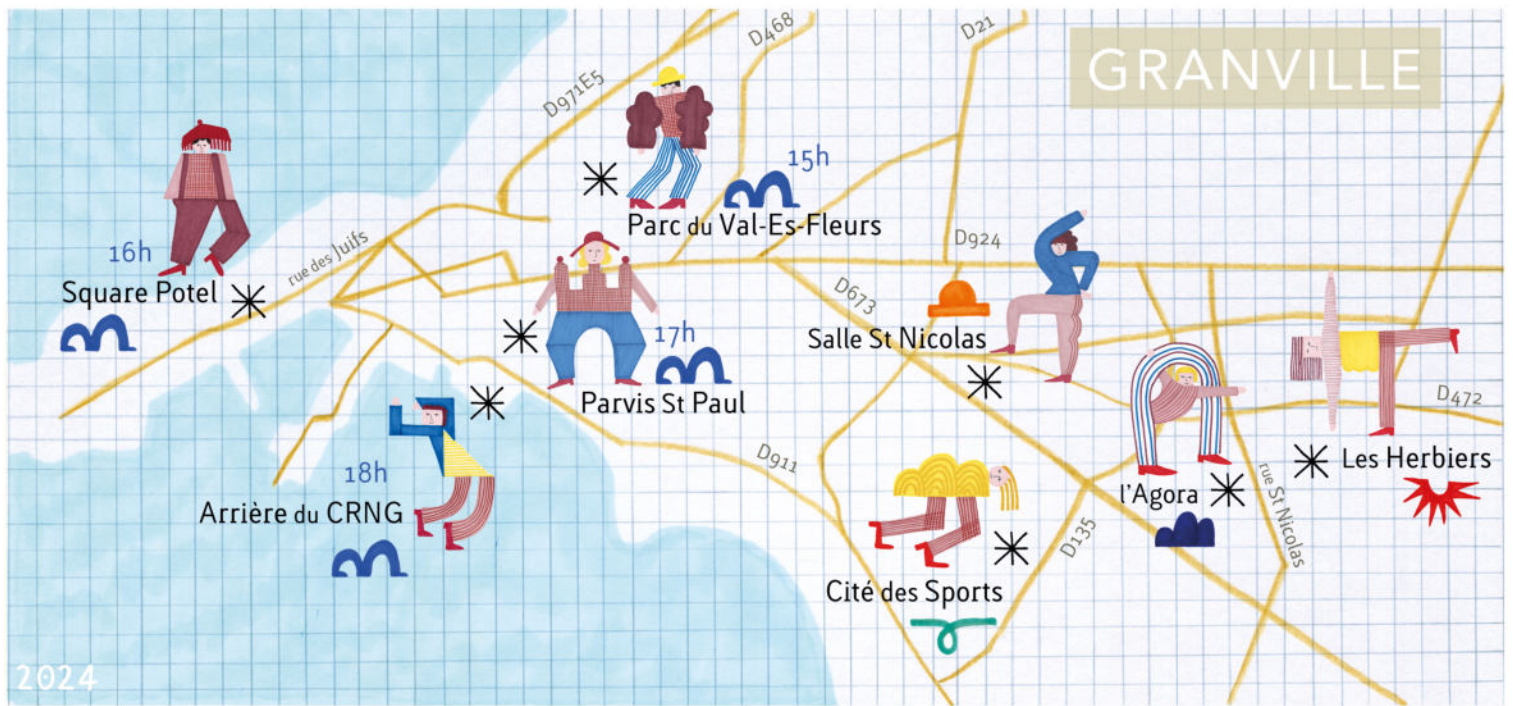 GRANVILLE
D468
D21
D971E5
15h
Parc du Val-Es-Fleurs
16h
Square Potel
rue des Juifs
D924
D673
17h
Parvis St Paul
Salle St Nicolas
18h
Arrière du CRNG
D911
D472
Les Herbiers
l'Agora
rue St Nicolas
D135
Cité des Sports
2024